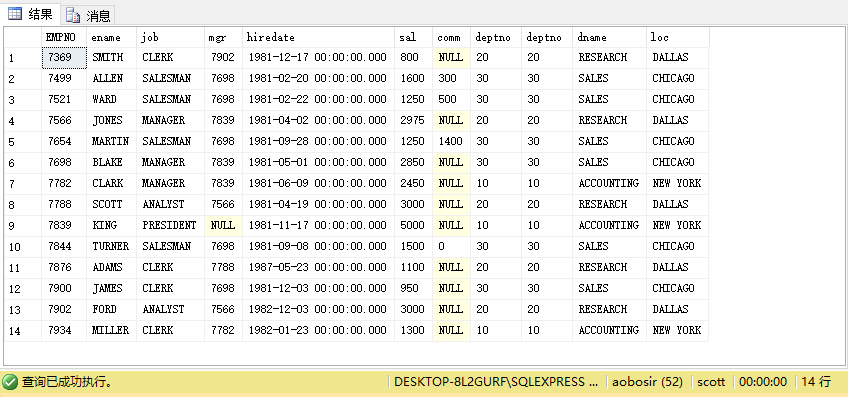 结果 消息
EMPNO ename job mgr hiredate sal comm deptno deptno dname loc
1 7369 SMITH CLERK 7902 1981-12-17 00:00:00.000 800 NULL 20 20 RESEARCH DALLAS
2 7499 ALLEN SALESMAN 7698 1981-02-20 00:00:00.000 1600 300 30 30 SALES CHICAGO
3 7521 WARD SALESMAN 7698 1981-02-22 00:00:00.000 1250 500 30 30 SALES CHICAGO
4 7566 JONES MANAGER 7839 1981-04-02 00:00:00.000 2975 NULL 20 20 RESEARCH DALLAS
5 7654 MARTIN SALESMAN 7698 1981-09-28 00:00:00.000 1250 1400 30 30 SALES CHICAGO
6 7698 BLAKE MANAGER 7839 1981-05-01 00:00:00.000 2850 NULL 30 30 SALES CHICAGO
7 7782 CLARK MANAGER 7839 1981-06-09 00:00:00.000 2450 NULL 10 10 ACCOUNTING NEW YORK
8 7788 SCOTT ANALYST 7566 1981-04-19 00:00:00.000 3000 NULL 20 20 RESEARCH DALLAS
9 7839 KING PRESIDENT NULL 1981-11-17 00:00:00.000 5000 NULL 10 10 ACCOUNTING NEW YORK
10 7844 TURNER SALESMAN 7698 1981-09-08 00:00:00.000 1500 0 30 30 SALES CHICAGO
11 7876 ADAMS CLERK 7788 1987-05-23 00:00:00.000 1100 NULL 20 20 RESEARCH DALLAS
12 7900 JAMES CLERK 7698 1981-12-03 00:00:00.000 950 NULL 30 30 SALES CHICAGO
13 7902 FORD ANALYST 7566 1982-12-03 00:00:00.000 3000 NULL 20 20 RESEARCH DALLAS
14 7934 MILLER CLERK 7782 1982-01-23 00:00:00.000 1300 NULL 10 10 ACCOUNTING NEW YORK
查询已成功执行。 DESKTOP-8L2GURF\SQLEXPRESS ... aobosir (52) scott 00:00:00 14 行